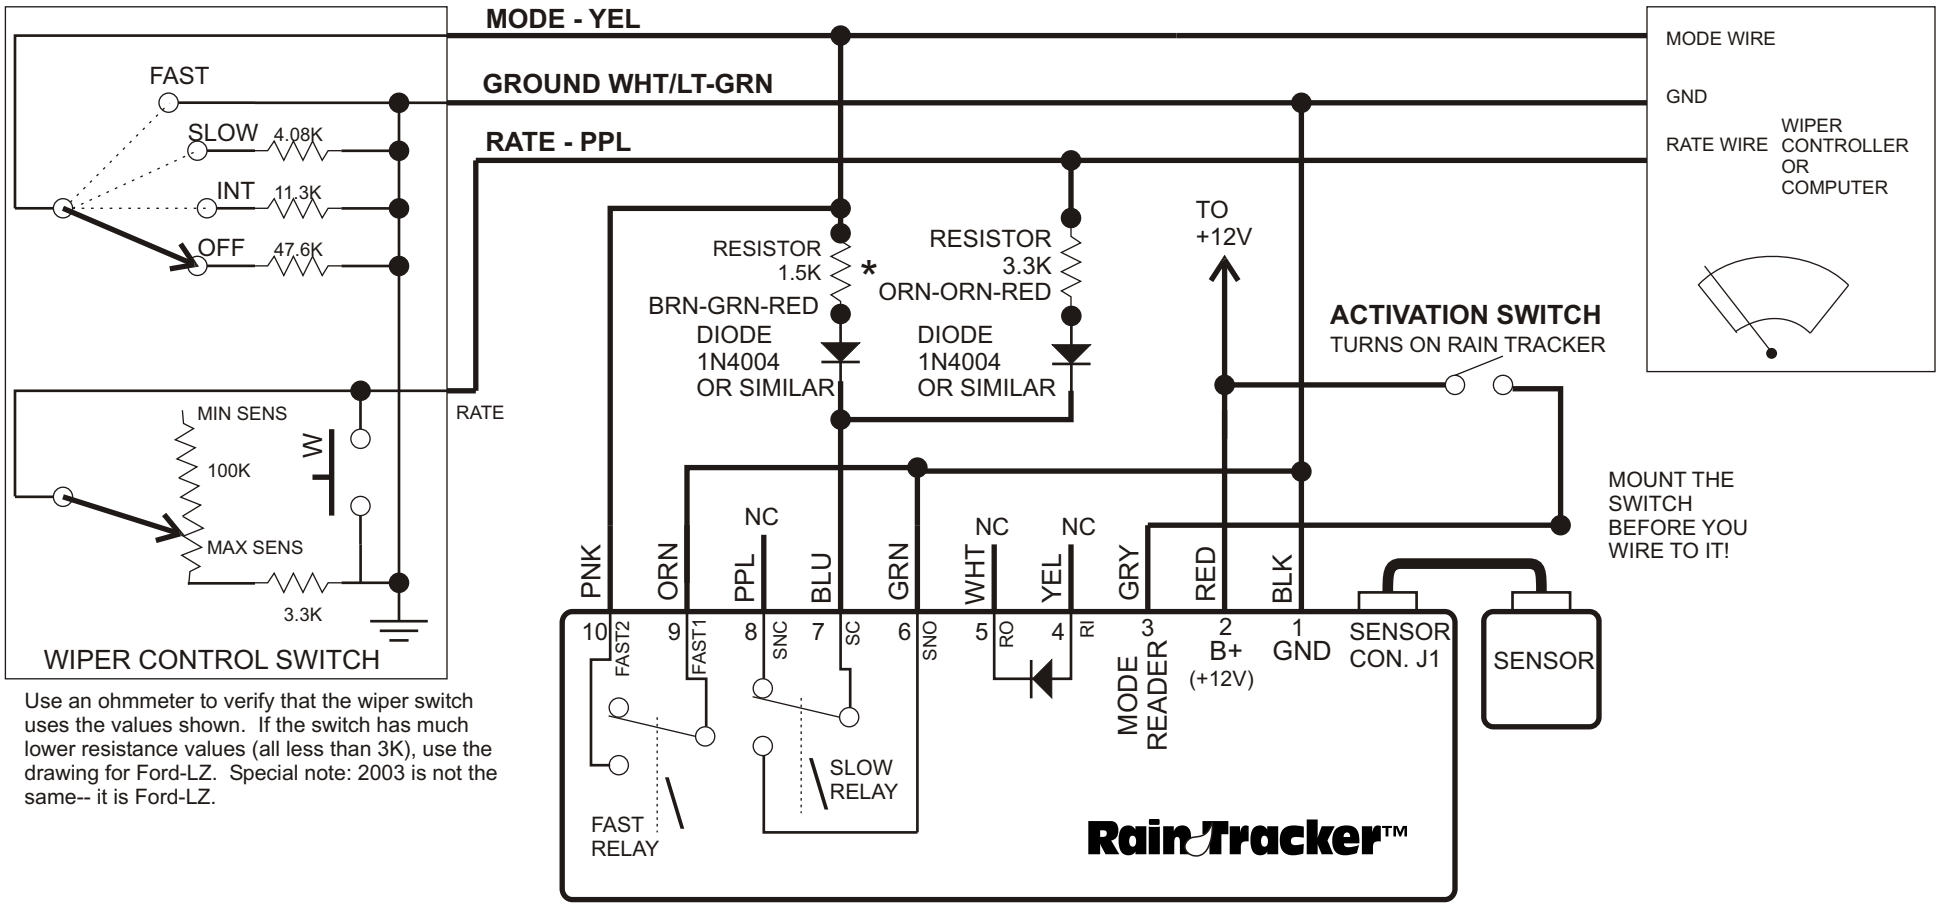 MODE - YEL
MODE WIRE
FAST
GROUND WHT/LT-GRN
GND
SLOW 4.08K
RATE - PPL
RATE WIRE
WIPER
CONTROLLER
OR
COMPUTER
INT 11.3K
OFF 47.6K
TO
+12V
RESISTOR
1.5K
*
BRN-GRN-RED
DIODE
1N4004
OR SIMILAR
RESISTOR
3.3K
ORN-ORN-RED
DIODE
1N4004
OR SIMILAR
ACTIVATION SWITCH
TURNS ON RAIN TRACKER
MIN SENS
100K
MAX SENS
3.3K
W
RATE
WIPER CONTROL SWITCH
MOUNT THE
SWITCH
BEFORE YOU
WIRE TO IT!
NC
NC
NC
PNK
ORN
PPL
BLU
GRN
WHT
YEL
GRY
RED
BLK
10
FAST2
9
FAST1
8
SNC
7
SC
6
SNO
5
RO
4
RI
3
MODE
READER
2
B+
(+12V)
1
GND
SENSOR
CON. J1
SENSOR
FAST
RELAY
SLOW
RELAY
Rain Tracker™
Use an ohmmeter to verify that the wiper switch
uses the values shown.  If the switch has much
lower resistance values (all less than 3K), use the
drawing for Ford-LZ.  Special note: 2003 is not the
same-- it is Ford-LZ.